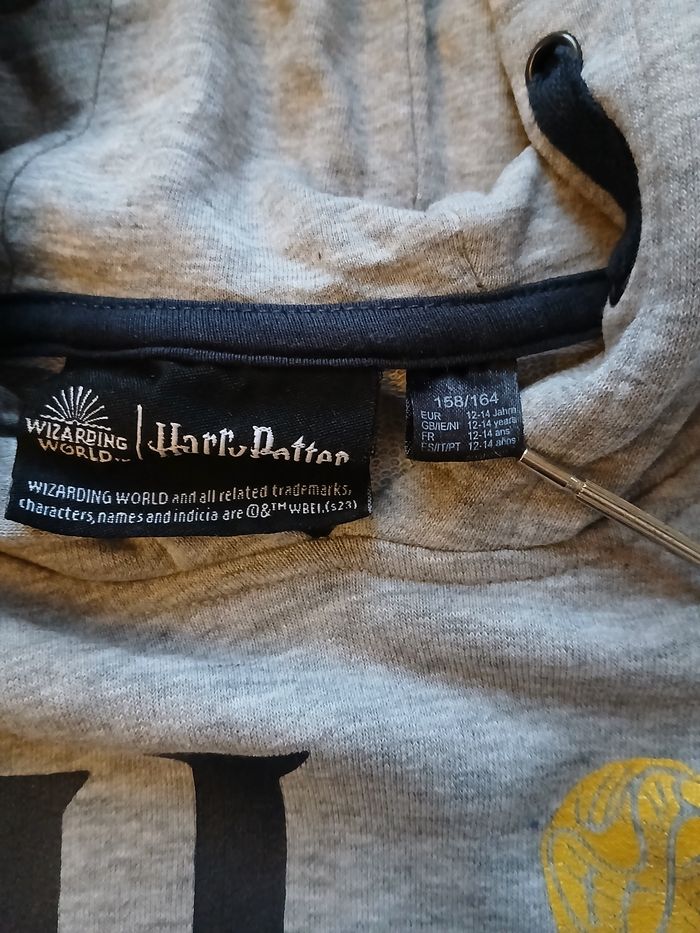 WIZARDING
WORLD
Harry Potter
WIZARDING WORLD and all related trademarks,
characters, names and indicia are ©&™ WBEI. (s23)
158/164
EUR 12-14 Jahre
GB/IE/NI 12-14 years
FR 12-14 ans
ES/IT/PT 12-14 años